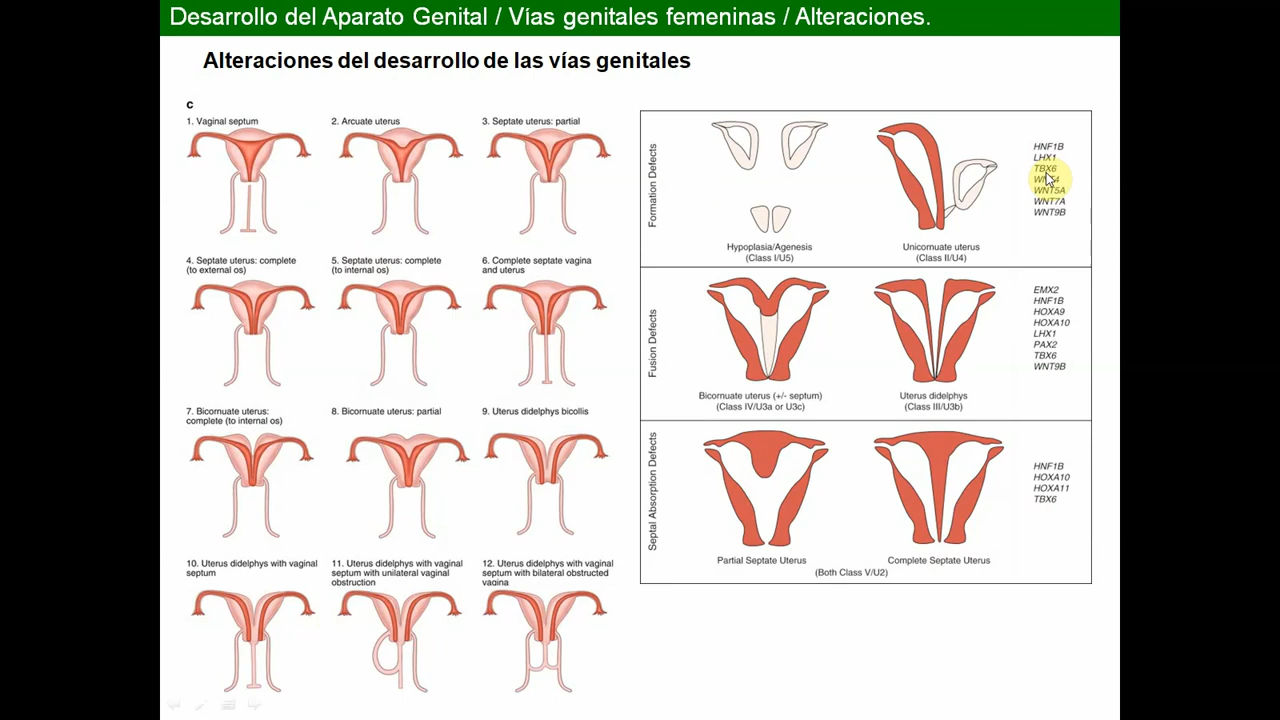 Desarrollo del Aparato Genital / Vías genitales femeninas / Alteraciones.
Alteraciones del desarrollo de las vías genitales
c
1. Vaginal septum
2. Arcuate uterus
3. Septate uterus: partial
4. Septate uterus: complete
(to external os)
5. Septate uterus: complete
(to internal os)
6. Complete septate vagina
and uterus
7. Bicornuate uterus:
complete (to internal os)
8. Bicornuate uterus: partial
9. Uterus didelphys bicollis
10. Uterus didelphys with vaginal
septum
11. Uterus didelphys with vaginal
septum with unilateral vaginal
obstruction
12. Uterus didelphys with vaginal
septum with bilateral obstructed
vagina
Formation Defects
Hypoplasia/Agenesis
(Class I/U5)
Unicornuate uterus
(Class II/U4)
HNF1B
LHX1
TBX6
WNT4
WNT5A
WNT7A
WNT9B
Fusion Defects
Bicornuate uterus (+/- septum)
(Class IV/U3a or U3c)
Uterus didelphys
(Class III/U3b)
EMX2
HNF1B
HOXA9
HOXA10
LHX1
PAX2
TBX6
WNT9B
Septal Absorption Defects
Partial Septate Uterus
Complete Septate Uterus
(Both Class V/U2)
HNF1B
HOXA10
HOXA11
TBX6